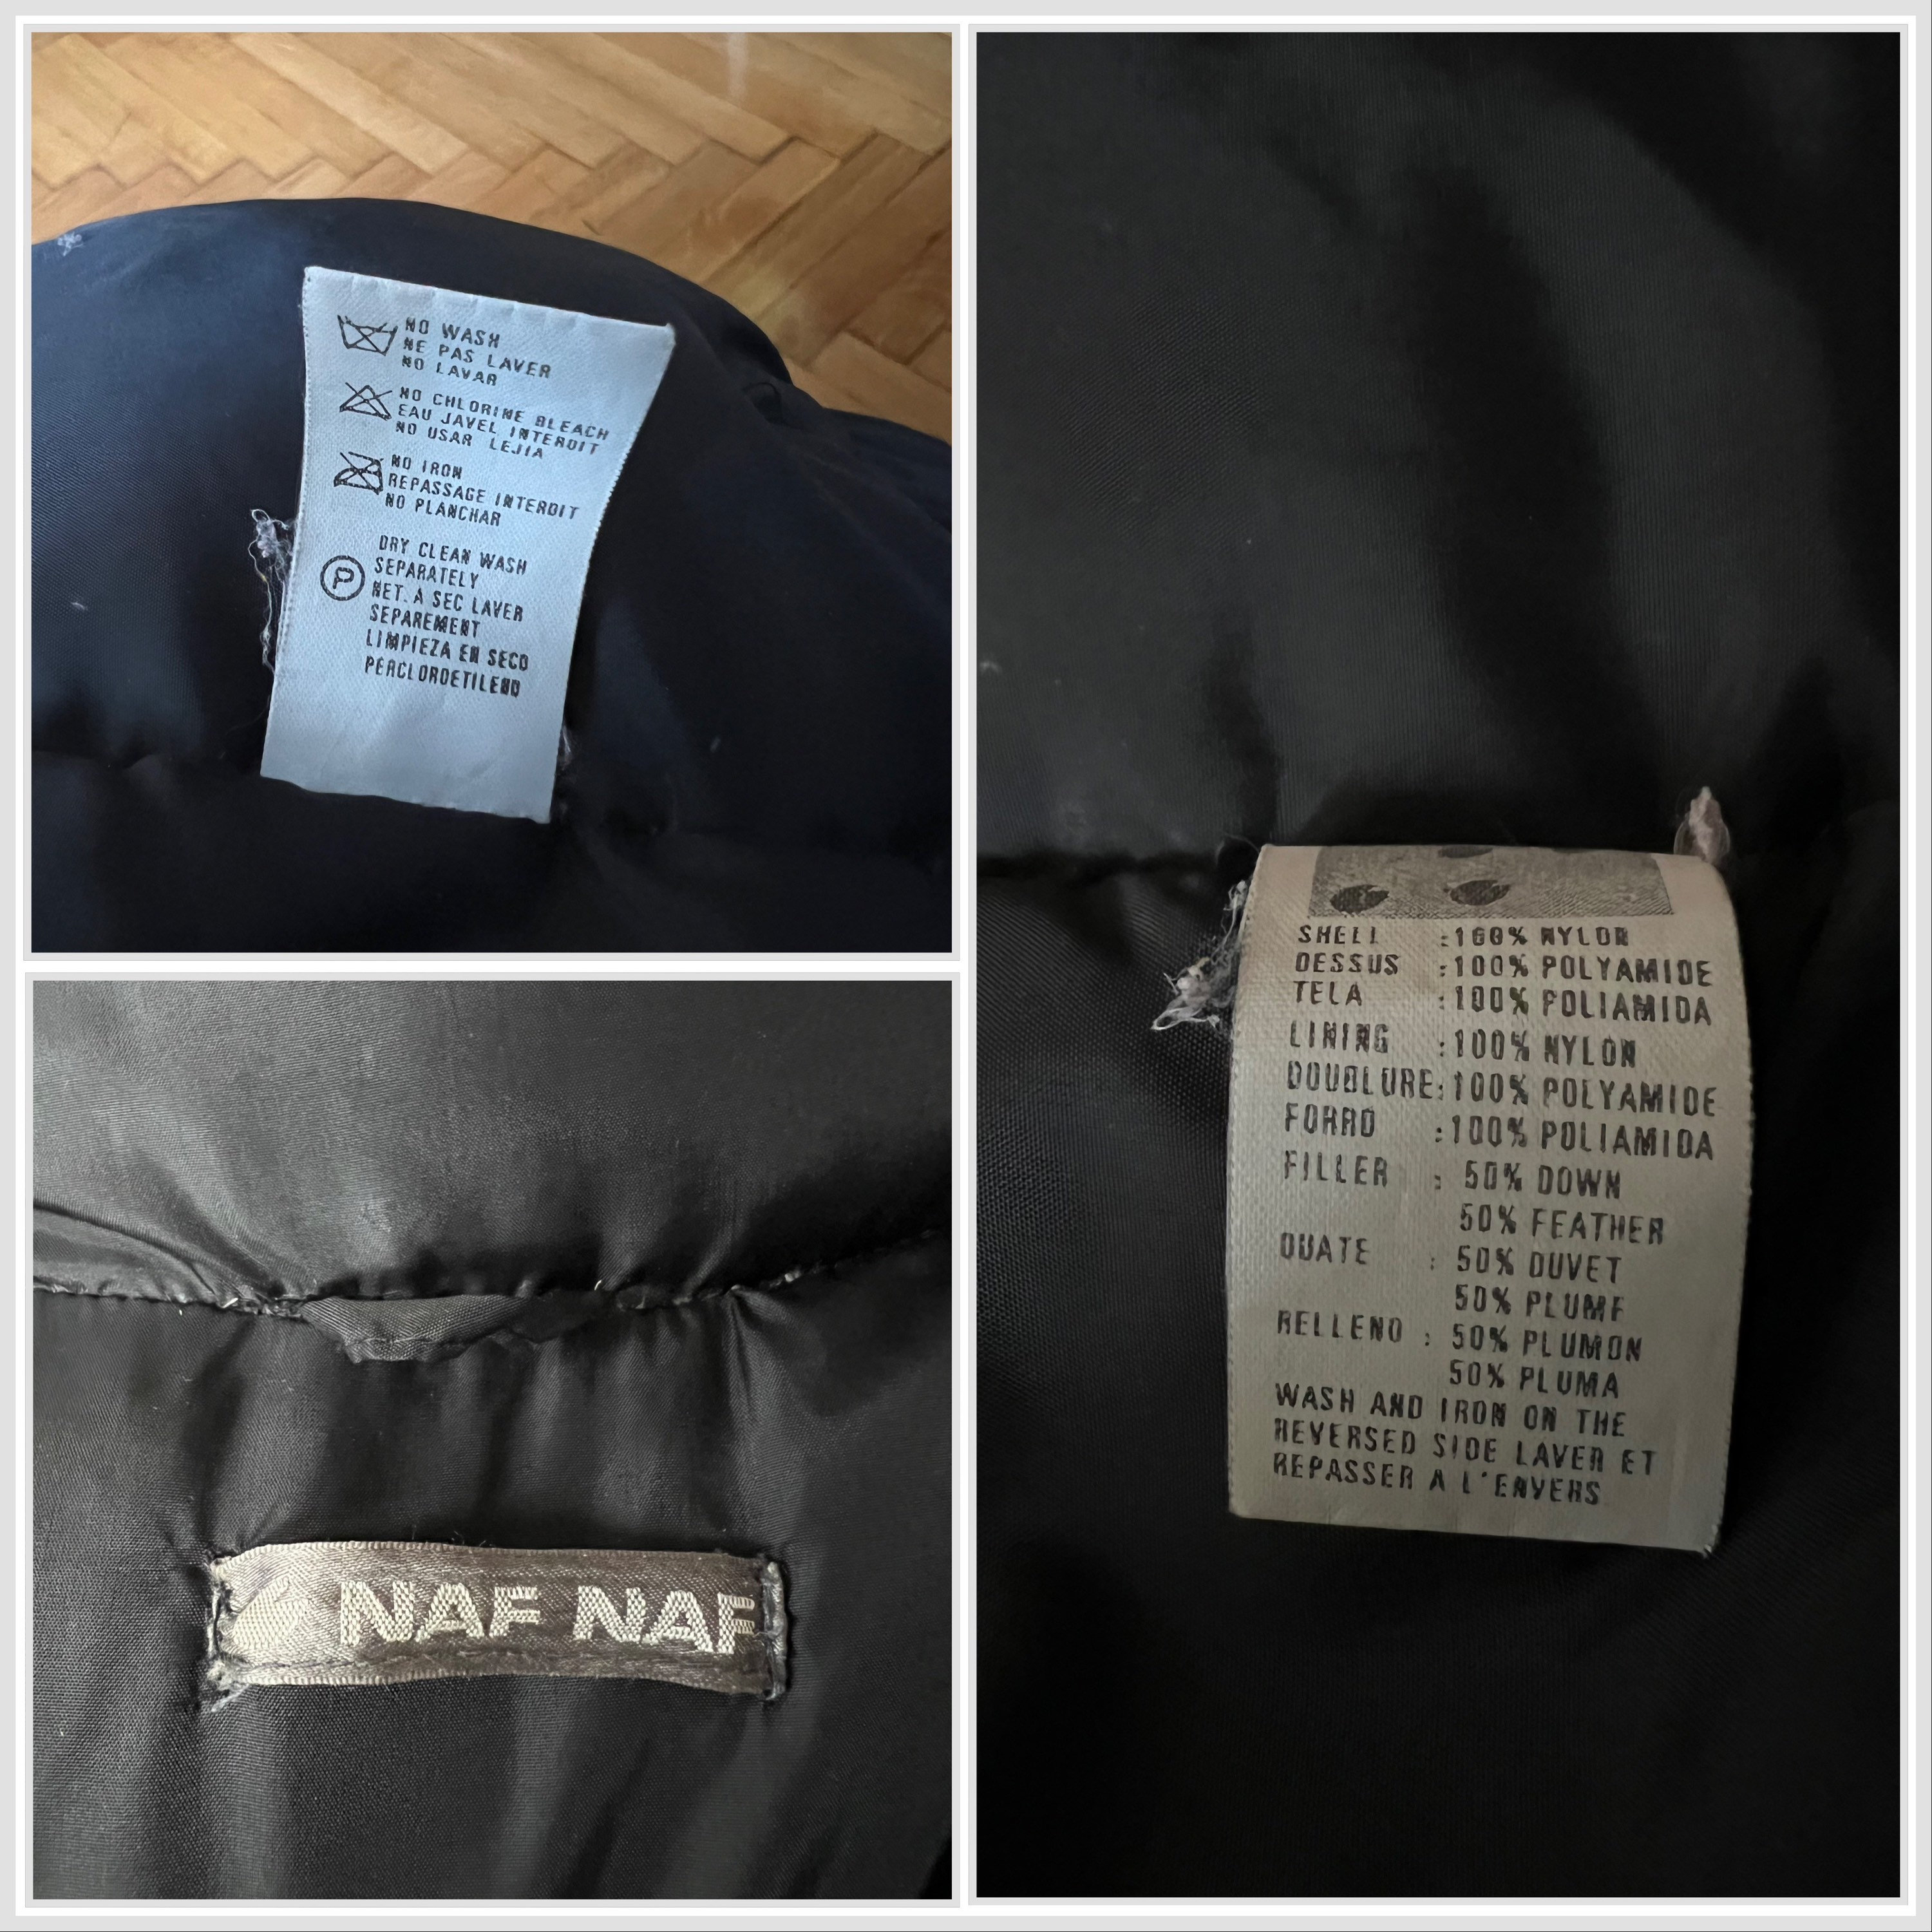 NO WASH
NE PAS LAVER
NO LAVAR
NO CHLORINE BLEACH
EAU JAVEL INTERDIT
NO USAR LEJIA
NO IRON
REPASSAGE INTERDIT
NO PLANCHAR
DRY CLEAN WASH
SEPARATELY
P
NET. A SEC LAVER
SEPAREMENT
LIMPIEZA EN SECO
PERCLOROETILENO
NAF NAF
SHELL :100% NYLON
DESSUS :100% POLYAMIDE
TELA :100% POLIAMIDA
LINING :100% NYLON
DOUBLURE:100% POLYAMIDE
FORRO :100% POLIAMIDA
FILLER : 50% DOWN
50% FEATHER
OUATE : 50% DUVET
50% PLUME
RELLENO : 50% PLUMON
50% PLUMA
WASH AND IRON ON THE
REVERSED SIDE LAVER ET
REPASSER A L'ENVERS